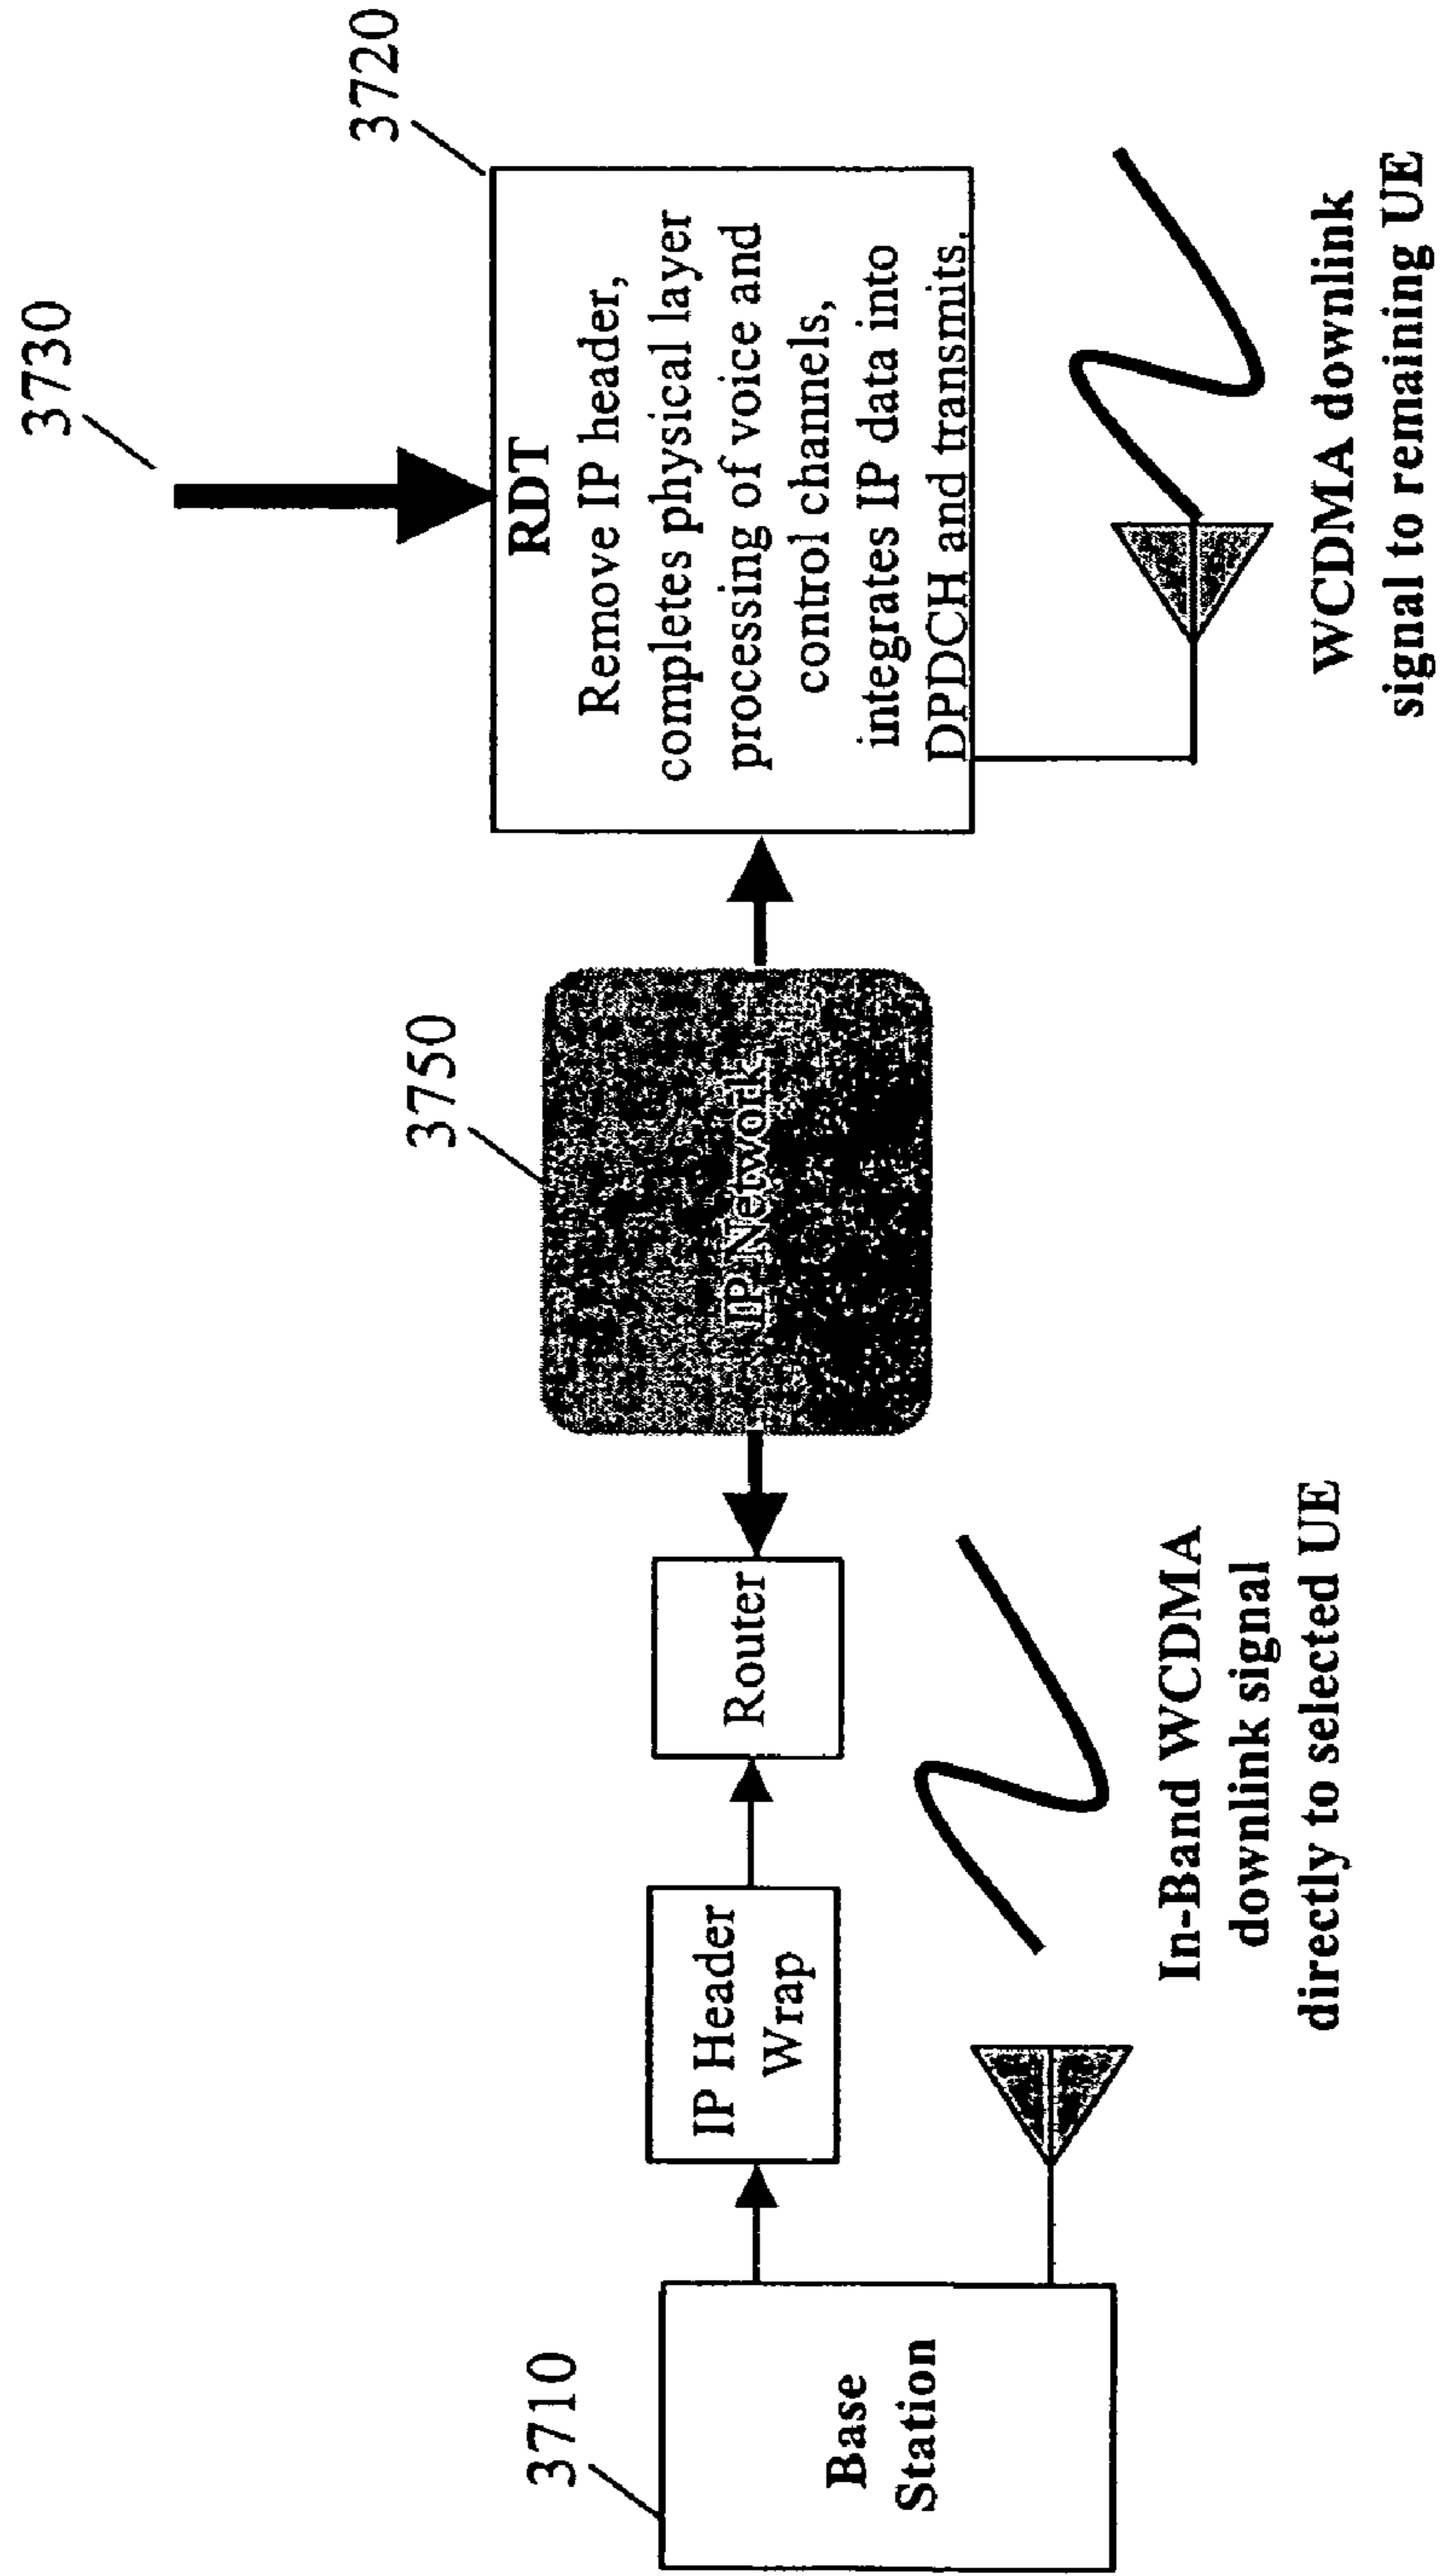 3730
3720
RDT
Remove IP header,
completes physical layer
processing of voice and
control channels,
integrates IP data into
DPDCH and transmits.
WCDMA downlink
signal to remaining UE
3750
IP Network
Router
IP Header
Wrap
In-Band WCDMA
downlink signal
directly to selected UE
3710
Base
Station